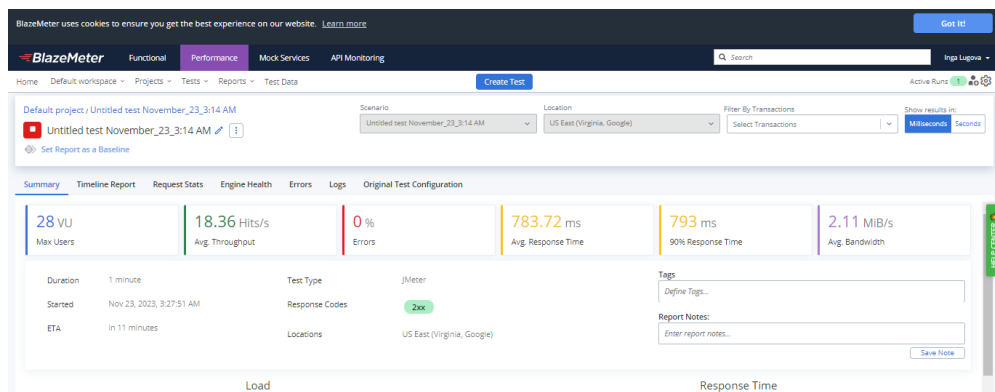 BlazeMeter uses cookies to ensure you get the best experience on our website. Learn more
Got It!
BlazeMeter Functional Performance Mock Services API Monitoring Search Inga Lugova
Home Default workspace Projects Tests Reports Test Data Create Test Active Runs 1
Default project / Untitled test November_23_3:14 AM
Untitled test November_23_3:14 AM
Set Report as a Baseline
Scenario
Untitled test November_23_3:14 AM
Location
US East (Virginia, Google)
Filter By Transactions
Select Transactions
Show results in:
Milliseconds Seconds
Summary Timeline Report Request Stats Engine Health Errors Logs Original Test Configuration
28 VU
Max Users
18.36 Hits/s
Avg. Throughput
0 %
Errors
783.72 ms
Avg. Response Time
793 ms
90% Response Time
2.11 MiB/s
Avg. Bandwidth
Duration 1 minute
Started Nov 23, 2023, 3:27:51 AM
ETA in 11 minutes
Test Type JMeter
Response Codes 2xx
Locations US East (Virginia, Google)
Tags
Define Tags...
Report Notes:
Enter report notes...
Save Note
Load
Response Time